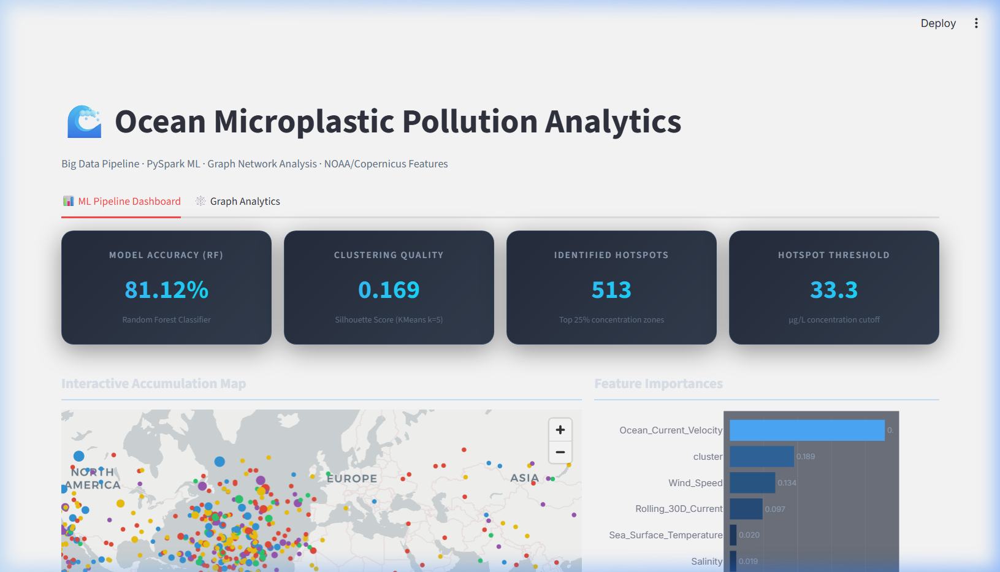 Deploy
Ocean Microplastic Pollution Analytics
Big Data Pipeline · PySpark ML · Graph Network Analysis · NOAA/Copernicus Features
ML Pipeline Dashboard
Graph Analytics
MODEL ACCURACY (RF)
81.12%
Random Forest Classifier
CLUSTERING QUALITY
0.169
Silhouette Score (KMeans k=5)
IDENTIFIED HOTSPOTS
513
Top 25% concentration zones
HOTSPOT THRESHOLD
33.3
µg/L concentration cutoff
Interactive Accumulation Map
+
−
NORTH
AMERICA
EUROPE
ASIA
Feature Importances
Ocean_Current_Velocity 0.
cluster 0.189
Wind_Speed 0.134
Rolling_30D_Current 0.097
Sea_Surface_Temperature 0.020
Salinity 0.019